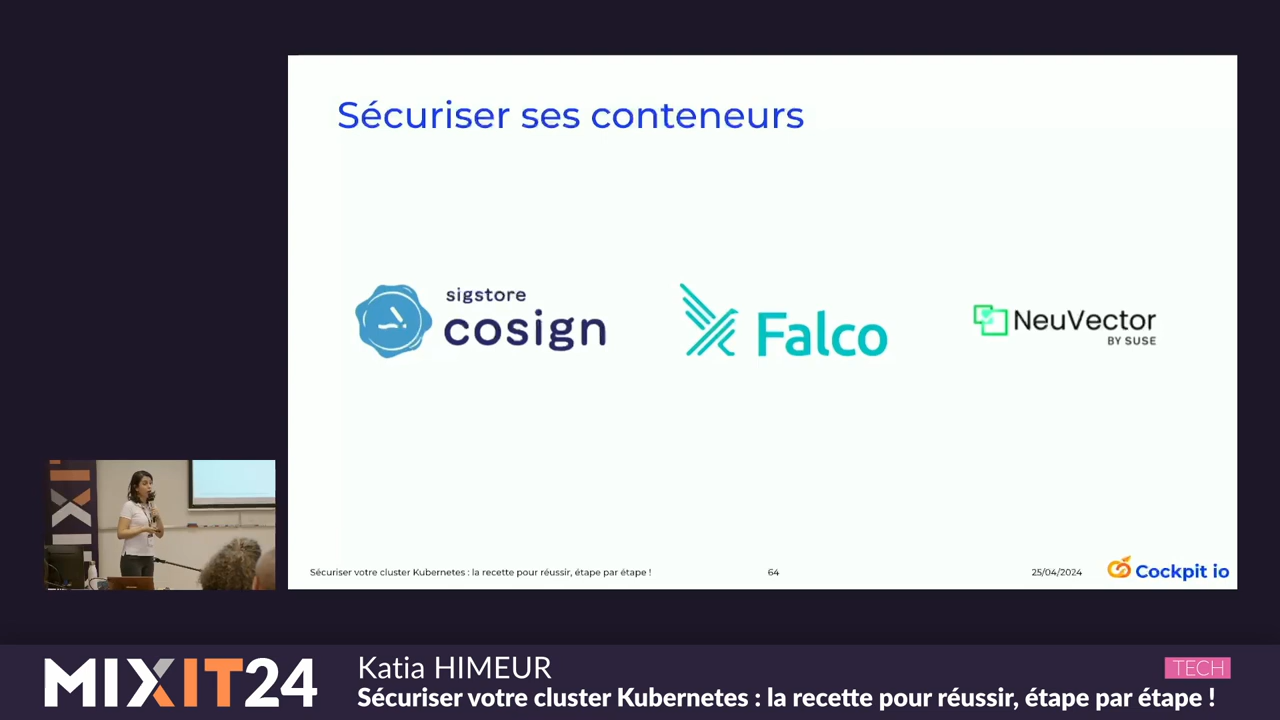 Sécuriser ses conteneurs
sigstore
cosign
Falco
NeuVector
BY SUSE
Sécuriser votre cluster Kubernetes : la recette pour réussir, étape par étape !
64
25/04/2024
Cockpit io
MIXIT24
Katia HIMEUR
TECH
Sécuriser votre cluster Kubernetes : la recette pour réussir, étape par étape !